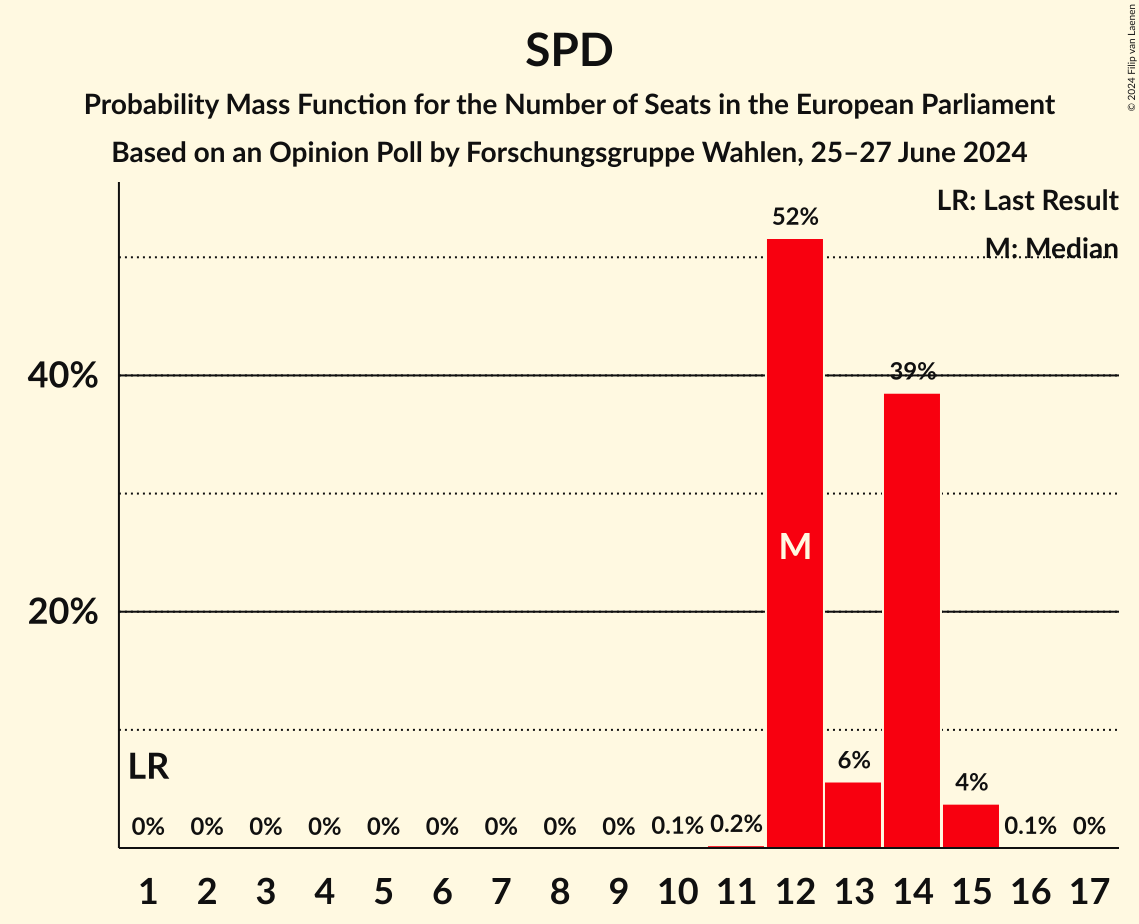 SPD
Probability Mass Function for the Number of Seats in the European Parliament
Based on an Opinion Poll by Forschungsgruppe Wahlen, 25–27 June 2024
© 2024 Filip van Laenen
LR: Last Result
M: Median
52%
40%
39%
M
20%
LR
6%
4%
0% 0% 0% 0% 0% 0% 0% 0% 0% 0.1% 0.2% 0.1% 0%
1 2 3 4 5 6 7 8 9 10 11 12 13 14 15 16 17